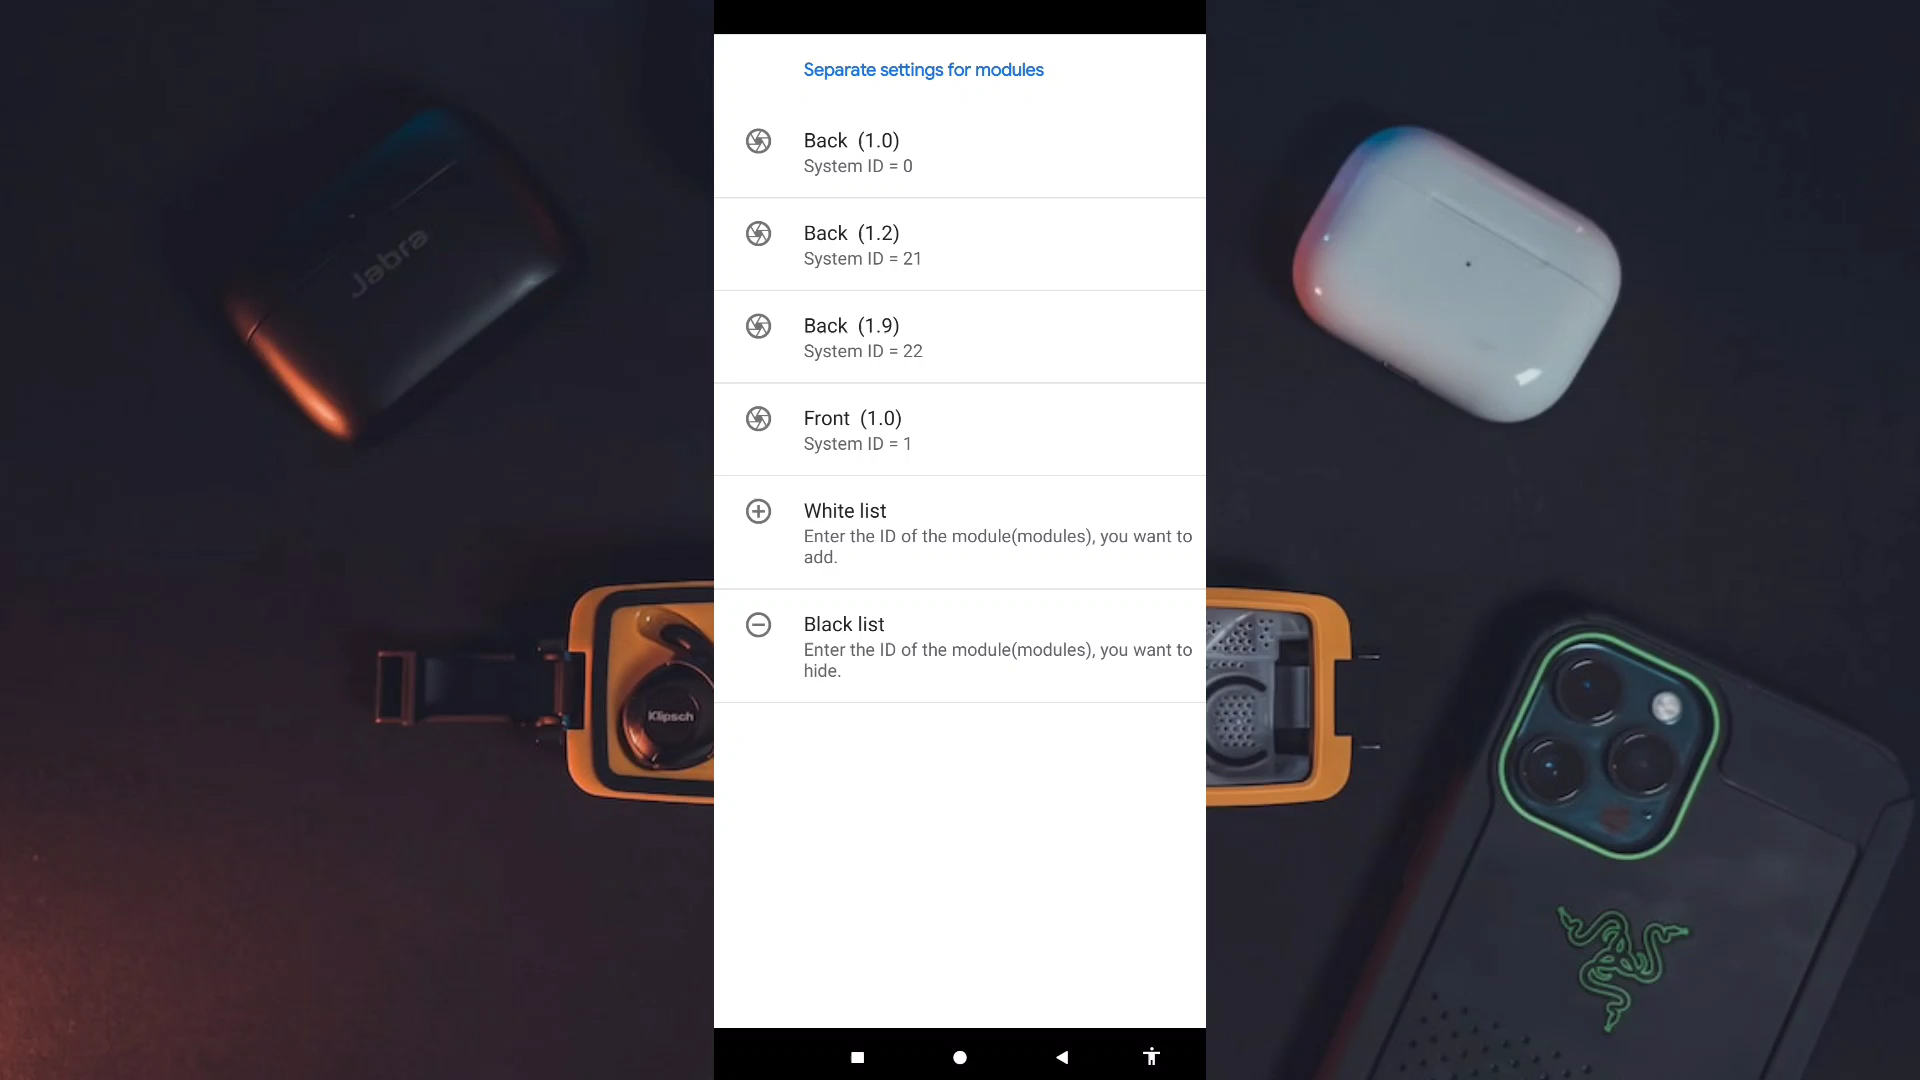 Separate settings for modules
Back (1.0)
System ID = 0
Back (1.2)
System ID = 21
Back (1.9)
System ID = 22
Front (1.0)
System ID = 1
White list
Enter the ID of the module(modules), you want to
add.
Black list
Enter the ID of the module(modules), you want to
hide.
Jabra
Klipsch